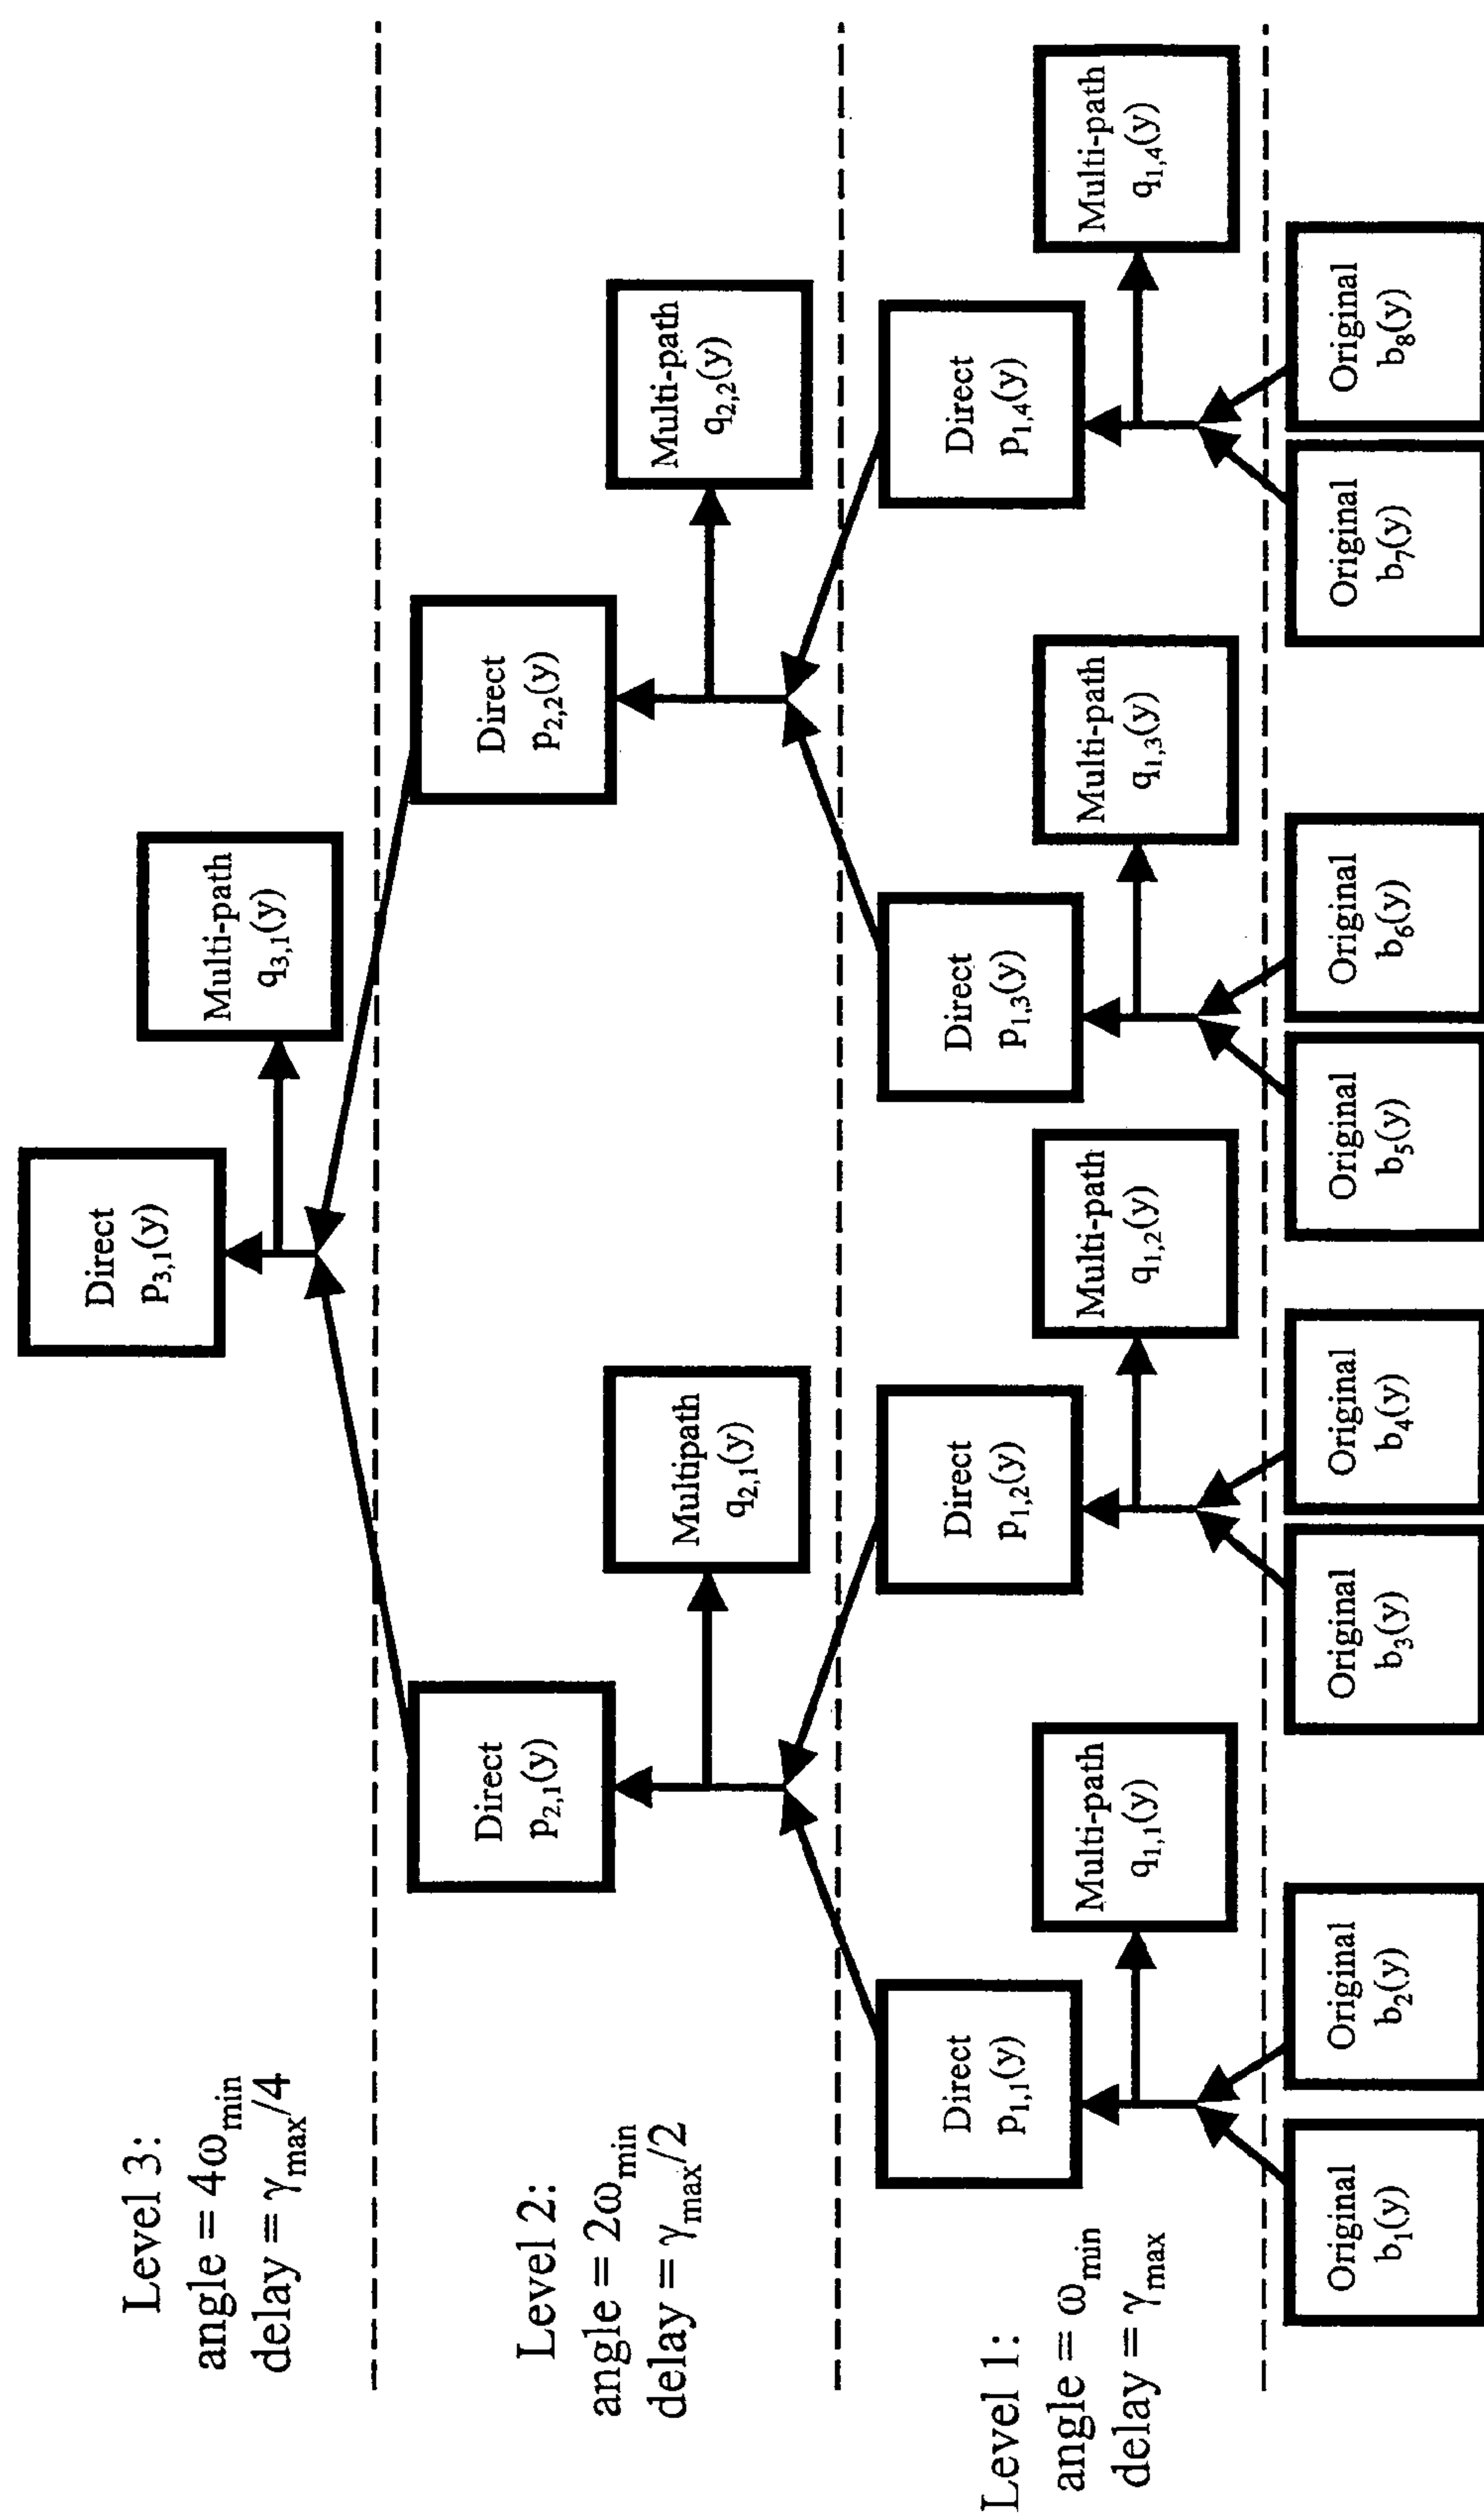 Level 3:
angle = 4ω_min
delay = γ_max/4
Direct
p_3,1(y)
Multi-path
q_3,1(y)
Level 2:
angle = 2ω_min
delay = γ_max/2
Direct
p_2,1(y)
Multipath
q_2,1(y)
Direct
p_2,2(y)
Multi-path
q_2,2(y)
Level 1:
angle = ω_min
delay = γ_max
Direct
p_1,1(y)
Multi-path
q_1,1(y)
Direct
p_1,2(y)
Multi-path
q_1,2(y)
Direct
p_1,3(y)
Multi-path
q_1,3(y)
Direct
p_1,4(y)
Multi-path
q_1,4(y)
Original
b_1(y)
Original
b_2(y)
Original
b_3(y)
Original
b_4(y)
Original
b_5(y)
Original
b_6(y)
Original
b_7(y)
Original
b_8(y)